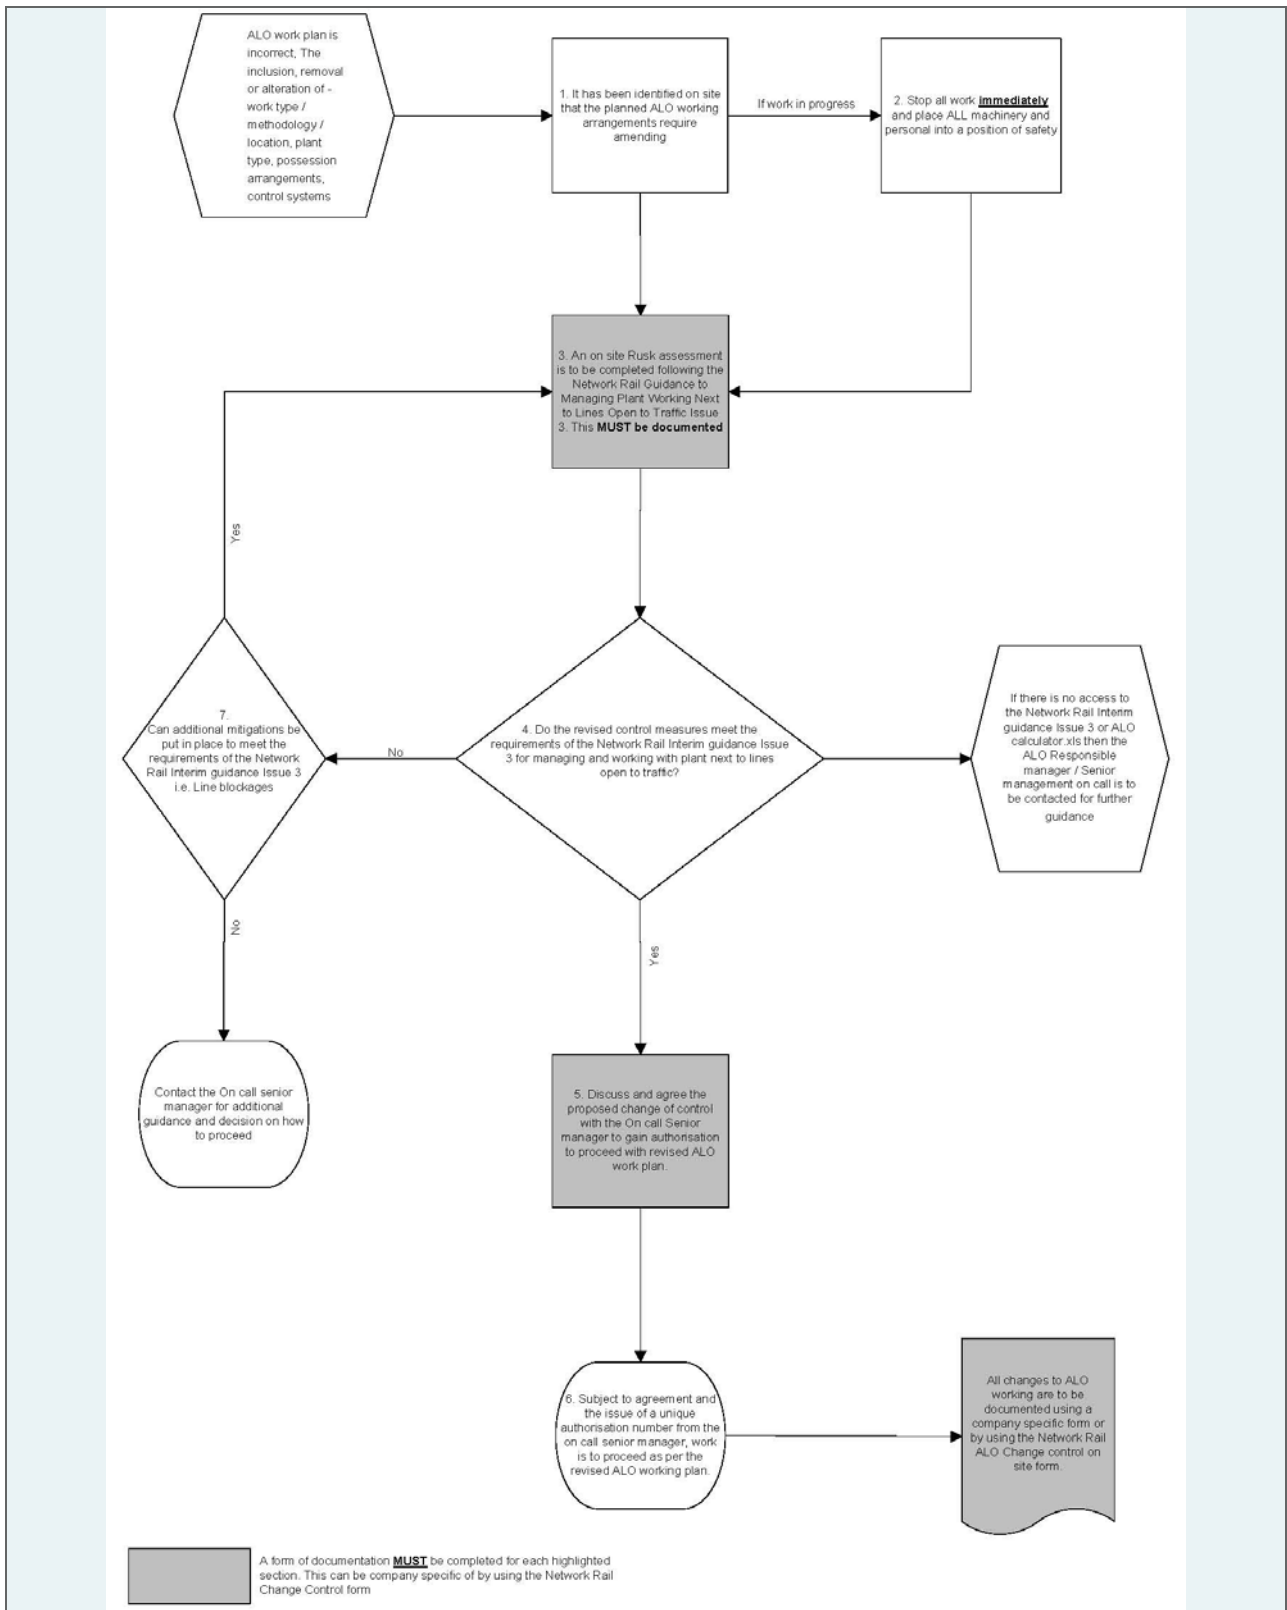 ALO work plan is
incorrect, The
inclusion, removal
or alteration of -
work type /
methodology /
location, plant
type, possession
arrangements,
control systems
1. It has been identified on site
that the planned ALO working
arrangements require
amending
If work in progress
2. Stop all work immediately
and place ALL machinery and
personal into a position of safety
3. An on site Rusk assessment
is to be completed following the
Network Rail Guidance to
Managing Plant Working Next
to Lines Open to Traffic Issue
3. This MUST be documented
Yes
7.
Can additional mitigations be
put in place to meet the
requirements of the Network
Rail Interim guidance Issue 3
i.e. Line blockages
No
4. Do the revised control measures meet the
requirements of the Network Rail Interim guidance Issue
3 for managing and working with plant next to lines
open to traffic?
If there is no access to
the Network Rail Interim
guidance Issue 3 or ALO
calculator.xls then the
ALO Responsible
manager / Senior
management on call is to
be contacted for further
guidance
No
Yes
Contact the On call senior
manager for additional
guidance and decision on how
to proceed
5. Discuss and agree the
proposed change of control
with the On call Senior
manager to gain authorisation
to proceed with revised ALO
work plan.
6. Subject to agreement and
the issue of a unique
authorisation number from the
on call senior manager, work
is to proceed as per the
revised ALO working plan.
All changes to ALO
working are to be
documented using a
company specific form or
by using the Network Rail
ALO Change control on
site form.
A form of documentation MUST be completed for each highlighted
section. This can be company specific of by using the Network Rail
Change Control form